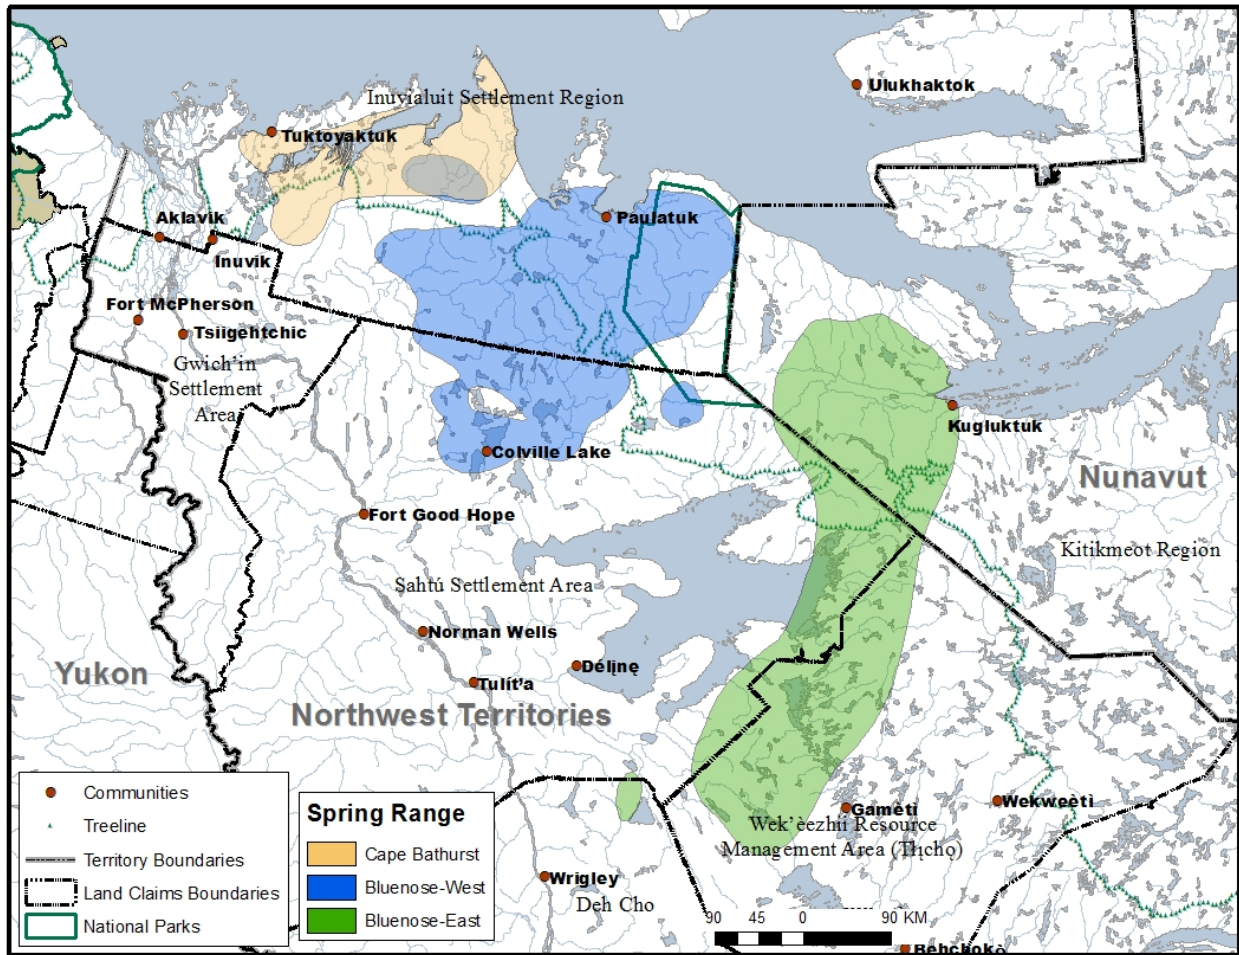 Ulukhaktok
Inuvialuit Settlement Region
Tuktoyaktuk
Aklavik
Paulatuk
Inuvik
Fort McPherson
Tsiigehtchic
Gwich'in
Settlement
Area
Kugluktuk
Colville Lake
Nunavut
Fort Good Hope
Kitikmeot Region
Sahtú Settlement Area
Norman Wells
Délı̨nę
Yukon
Tulít'a
Northwest Territories
Communities
Treeline
Territory Boundaries
Land Claims Boundaries
National Parks
Spring Range
Cape Bathurst
Bluenose-West
Bluenose-East
Wekweètì
Gamètì
Wek'èezhìi Resource
Management Area (Tłı̨chǫ)
Wrigley
Deh Cho
90 45 0 90 KM
Behchokǫ̀